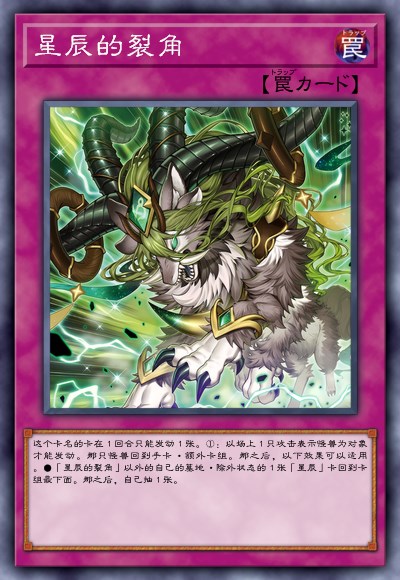 星辰的裂角
トラップ
罠
トラップ
【罠カード】
这个卡名的卡在1回合只能发动1张。①：以场上1只攻击表示怪兽为对象
才能发动。那只怪兽回到手卡·额外卡组。那之后，以下效果可以适用。
●「星辰的裂角」以外的自己的墓地·除外状态的1张「星辰」卡回到卡
组最下面。那之后，自己抽1张。